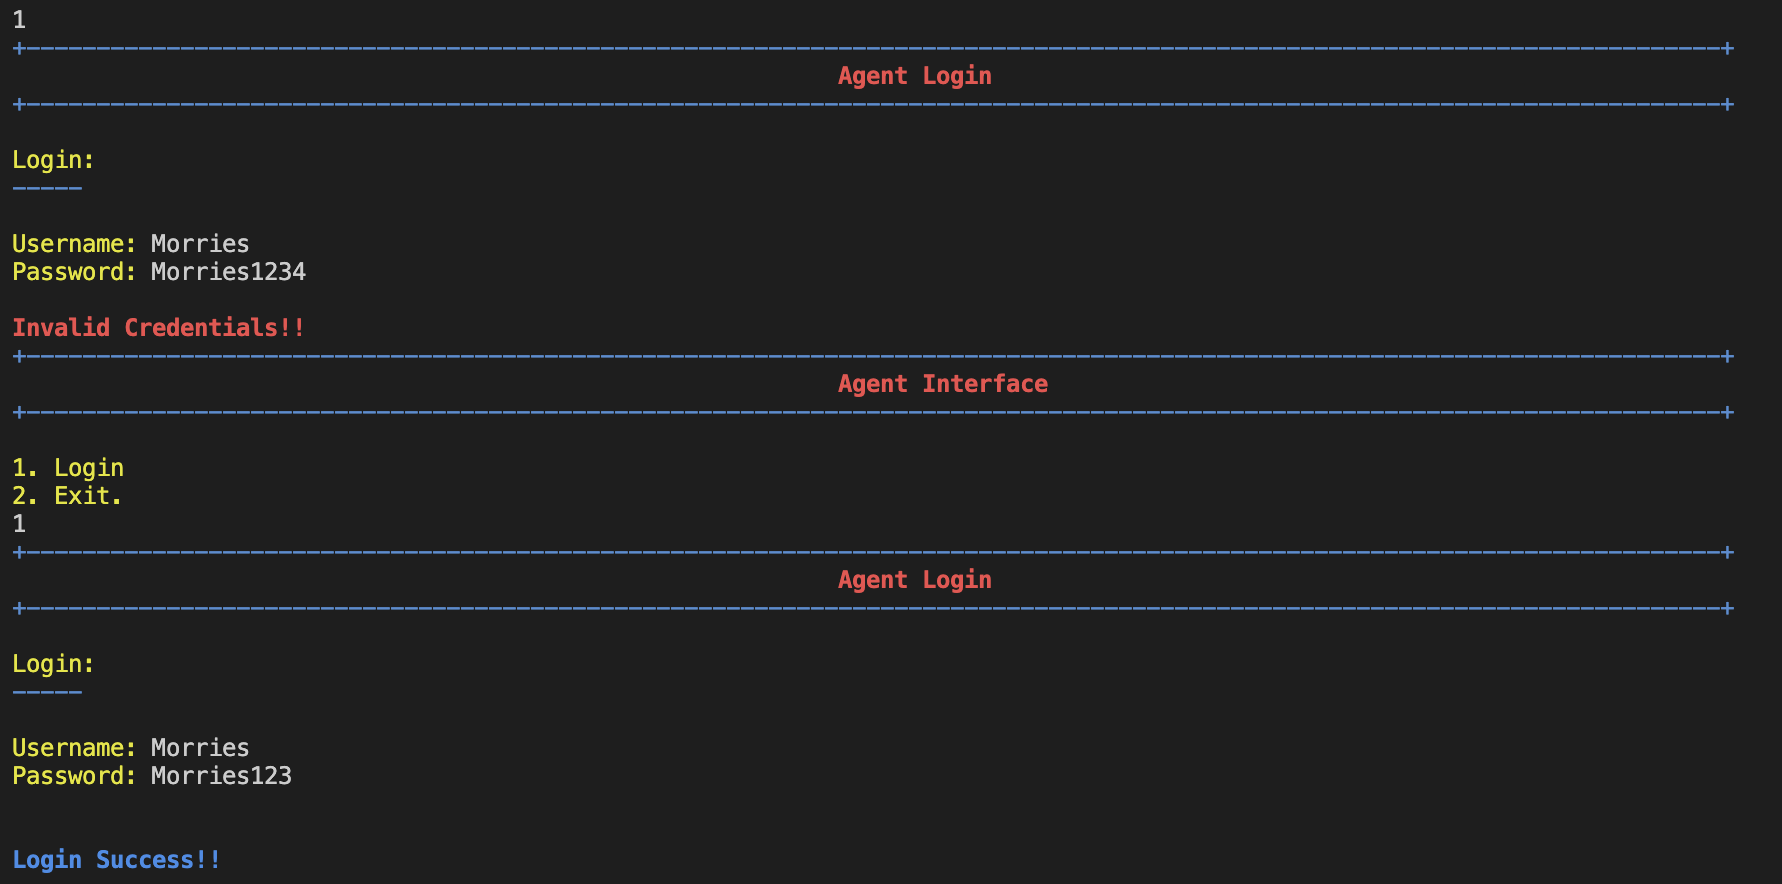 1
+-------------------------------------------------------------------------------------------------------------------------+
Agent Login
+-------------------------------------------------------------------------------------------------------------------------+
Login:
-----
Username: Morries
Password: Morries1234
Invalid Credentials!!
+-------------------------------------------------------------------------------------------------------------------------+
Agent Interface
+-------------------------------------------------------------------------------------------------------------------------+
1. Login
2. Exit.
1
+-------------------------------------------------------------------------------------------------------------------------+
Agent Login
+-------------------------------------------------------------------------------------------------------------------------+
Login:
-----
Username: Morries
Password: Morries123
Login Success!!